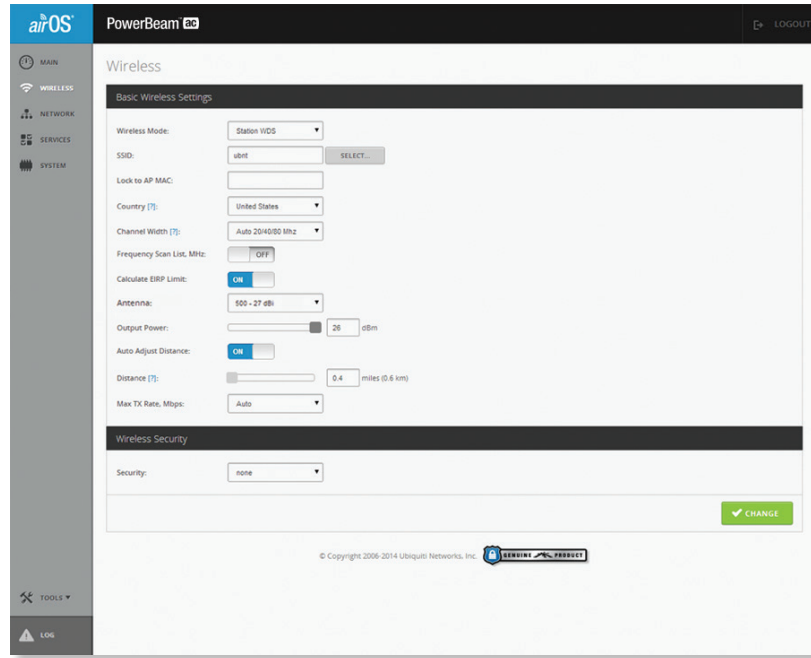 airOS
PowerBeam ac
LOGOUT
MAIN
WIRELESS
NETWORK
SERVICES
SYSTEM
Wireless
Basic Wireless Settings
Wireless Mode: Station WDS
SSID: ubnt SELECT...
Lock to AP MAC:
Country [?]: United States
Channel Width [?]: Auto 20/40/80 Mhz
Frequency Scan List, MHz: OFF
Calculate EIRP Limit: ON
Antenna: 500 - 27 dBi
Output Power: 26 dBm
Auto Adjust Distance: ON
Distance [?]: 0.4 miles (0.6 km)
Max TX Rate, Mbps: Auto
Wireless Security
Security: none
CHANGE
© Copyright 2006-2014 Ubiquiti Networks, Inc.
GENUINE PRODUCT
TOOLS
LOG